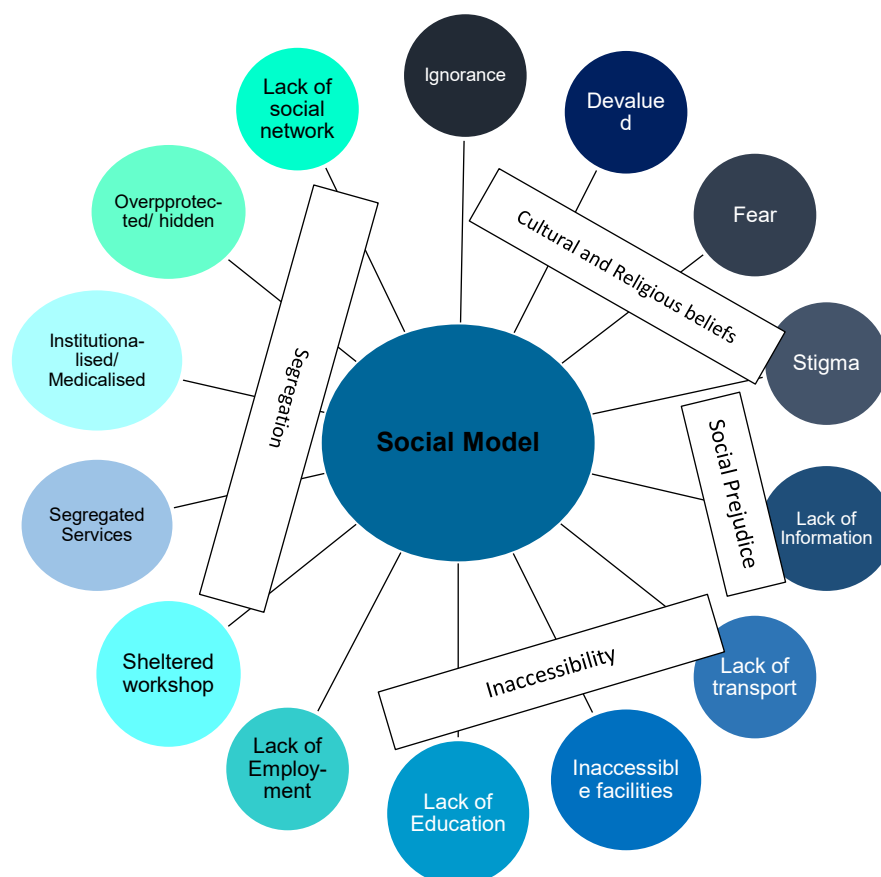 Ignorance
Lack of
social
network
Devalue
d
Overpprotec-
ted/ hidden
Fear
Cultural and Religious beliefs
Institutiona-
lised/
Medicalised
Segregation
Stigma
Social Model
Social Prejudice
Segregated
Services
Lack of
Information
Sheltered
workshop
Inaccessibility
Lack of
transport
Lack of
Employ-
ment
Inaccessibl
e facilities
Lack of
Education